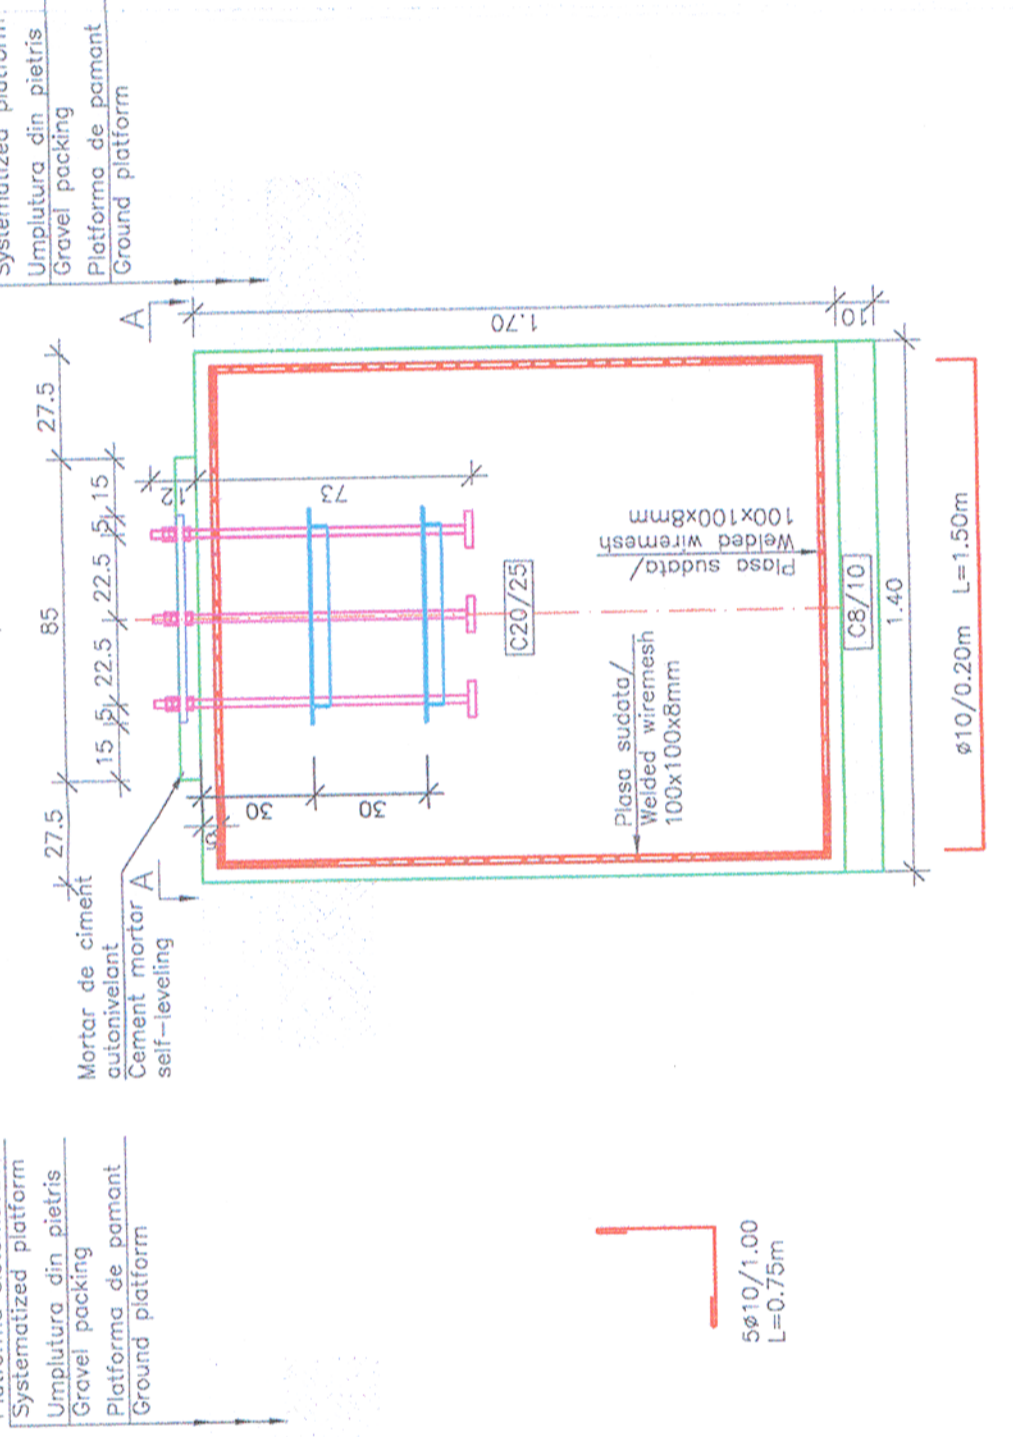 Systematized platform
Umplutura din pietris
Gravel packing
Platforma de pamant
Ground platform
Systematized platform
Umplutura din pietris
Gravel packing
Platforma de pamant
Ground platform
Mortar de ciment
autonivelant
Cement mortar
self-leveling
A
A
27.5
85
27.5
15
5
22.5
22.5
5
15
12
73
5
30
30
1.70
10
C20/25
Plasa sudata/
Welded wiremesh
100x100x8mm
Plasa sudata/
Welded wiremesh
100x100x8mm
C8/10
1.40
ø10/0.20m L=1.50m
5ø10/1.00
L=0.75m